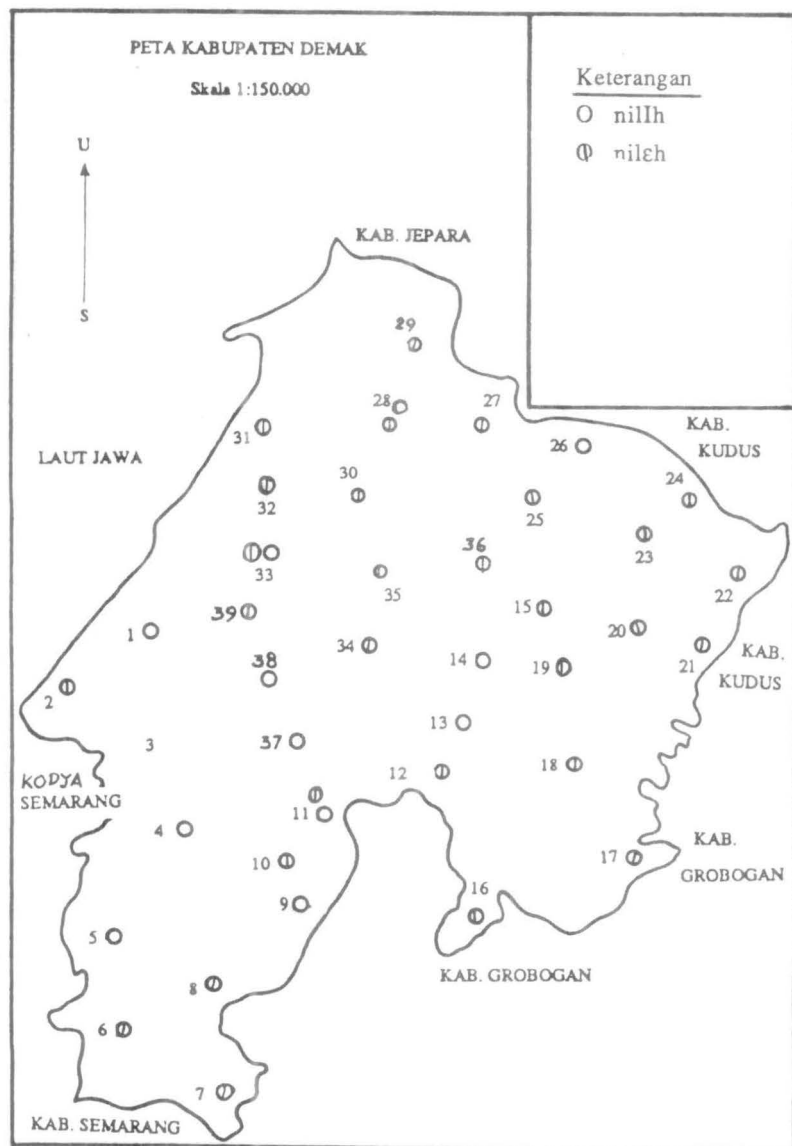 PETA KABUPATEN DEMAK
Skala 1:150.000
Keterangan
O nilIh
⦶ nilɛh
U
S
KAB. JEPARA
29
28
27
26
KAB.
KUDUS
31
LAUT JAWA
30
24
32
25
23
36
33
35
22
39
15
20
1
34
14
19
21
KAB.
KUDUS
38
2
13
3
37
12
18
KODYA
SEMARANG
11
4
KAB.
GROBOGAN
10
17
9
16
5
KAB. GROBOGAN
8
6
7
KAB. SEMARANG